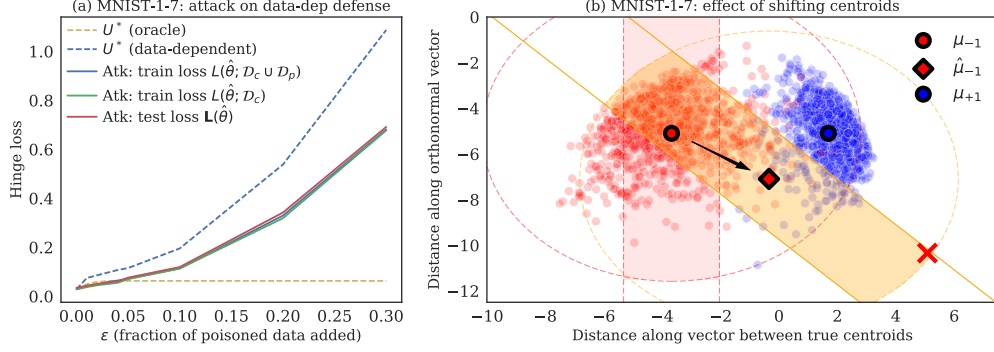 (a) MNIST-1-7: attack on data-dep defense
U* (oracle)
U* (data-dependent)
Atk: train loss L(θ̂; 𝒟c ∪ 𝒟p)
Atk: train loss L(θ̂; 𝒟c)
Atk: test loss 𝐋(θ̂)
Hinge loss
1.0
0.8
0.6
0.4
0.2
0.0
0.00 0.05 0.10 0.15 0.20 0.25 0.30
ε (fraction of poisoned data added)
(b) MNIST-1-7: effect of shifting centroids
μ−1
μ̂−1
μ+1
Distance along orthonormal vector
−2
−4
−6
−8
−10
−12
−10 −8 −6 −4 −2 0 2 4 6
Distance along vector between true centroids